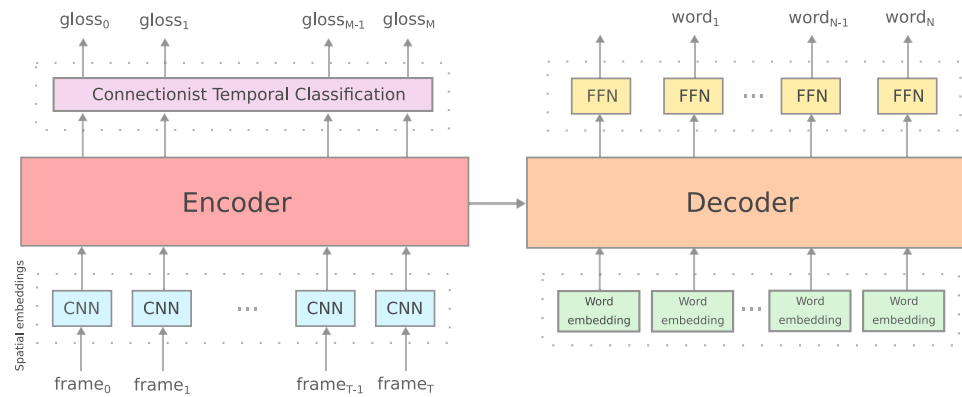 gloss0 gloss1 glossM-1 glossM
word1 wordN-1 wordN
Connectionist Temporal Classification
FFN FFN ... FFN FFN
Encoder
Decoder
Spatial embeddings
CNN CNN ... CNN CNN
Word embedding
Word embedding
...
Word embedding
Word embedding
frame0 frame1 frameT-1 frameT